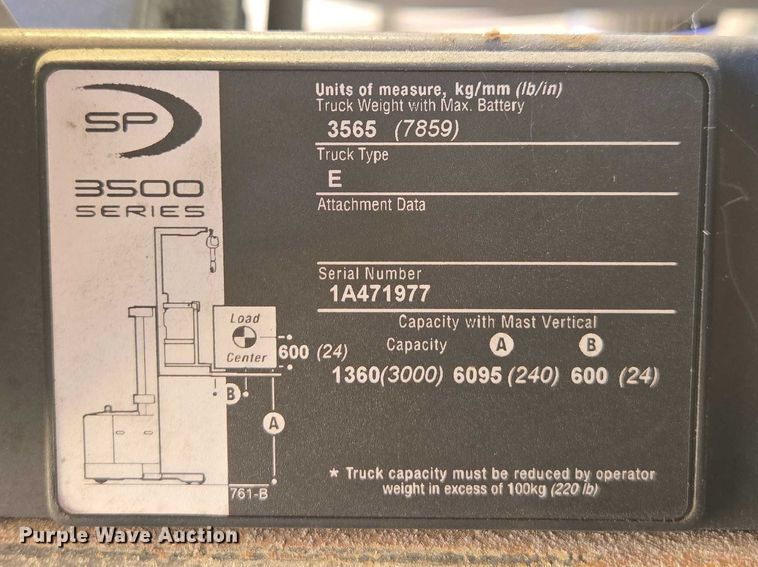 SP
3500
SERIES
Units of measure, kg/mm (lb/in)
Truck Weight with Max. Battery
3565 (7859)
Truck Type
E
Attachment Data
Serial Number
1A471977
Capacity with Mast Vertical
Capacity A B
1360(3000) 6095 (240) 600 (24)
Load
Center
600 (24)
B
A
761-B
* Truck capacity must be reduced by operator
weight in excess of 100kg (220 lb)
Purple Wave Auction